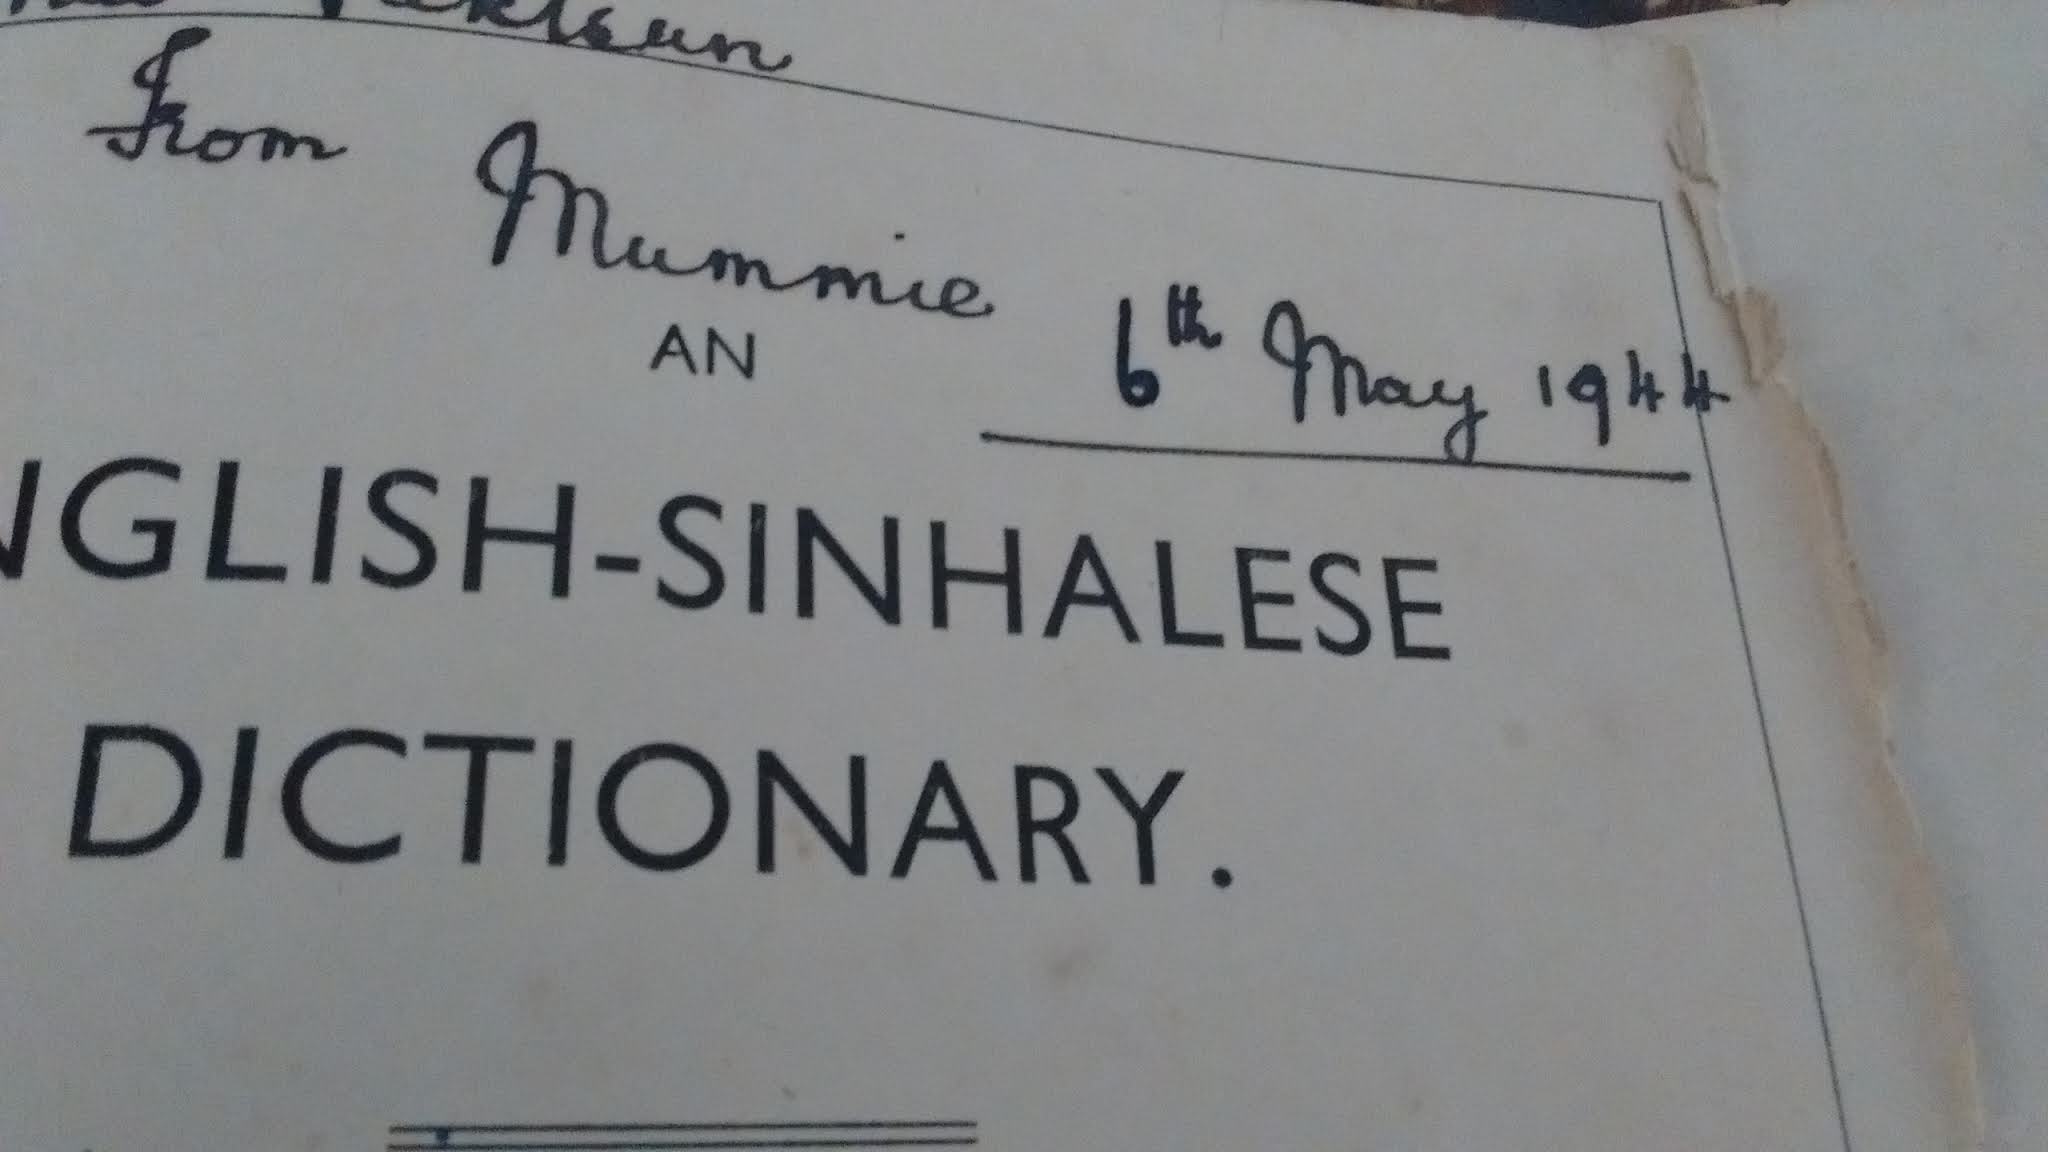 From Mummie
6th May 1944
AN
NGLISH-SINHALESE
DICTIONARY.